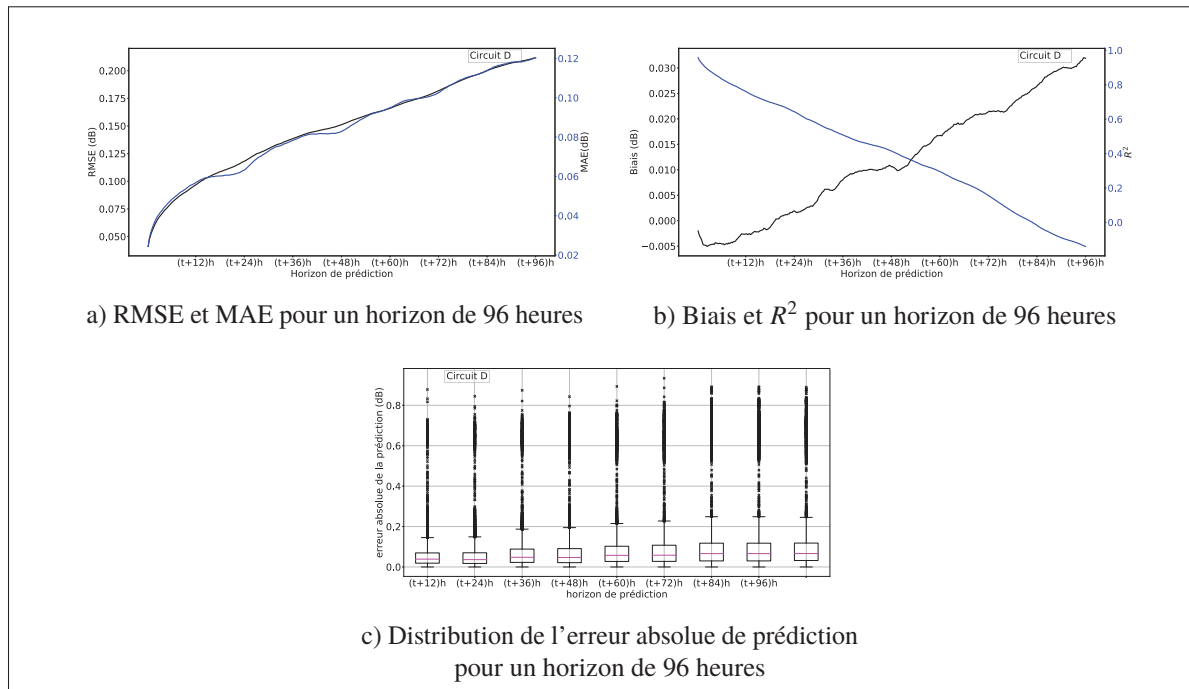 Circuit D
0.200
0.175
0.150
0.125
0.100
0.075
0.050
RMSE (dB)
0.12
0.10
0.08
0.06
0.04
0.02
MAE(dB)
(t+12)h (t+24)h (t+36)h (t+48)h (t+60)h (t+72)h (t+84)h (t+96)h
Horizon de prédiction
a) RMSE et MAE pour un horizon de 96 heures
Circuit D
0.030
0.025
0.020
0.015
0.010
0.005
0.000
−0.005
Biais (dB)
1.0
0.8
0.6
0.4
0.2
0.0
R²
(t+12)h (t+24)h (t+36)h (t+48)h (t+60)h (t+72)h (t+84)h (t+96)h
Horizon de prédiction
b) Biais et R² pour un horizon de 96 heures
Circuit D
0.8
0.6
0.4
0.2
0.0
erreur absolue de la prédiction (dB)
(t+12)h (t+24)h (t+36)h (t+48)h (t+60)h (t+72)h (t+84)h (t+96)h
horizon de prédiction
c) Distribution de l'erreur absolue de prédiction
pour un horizon de 96 heures